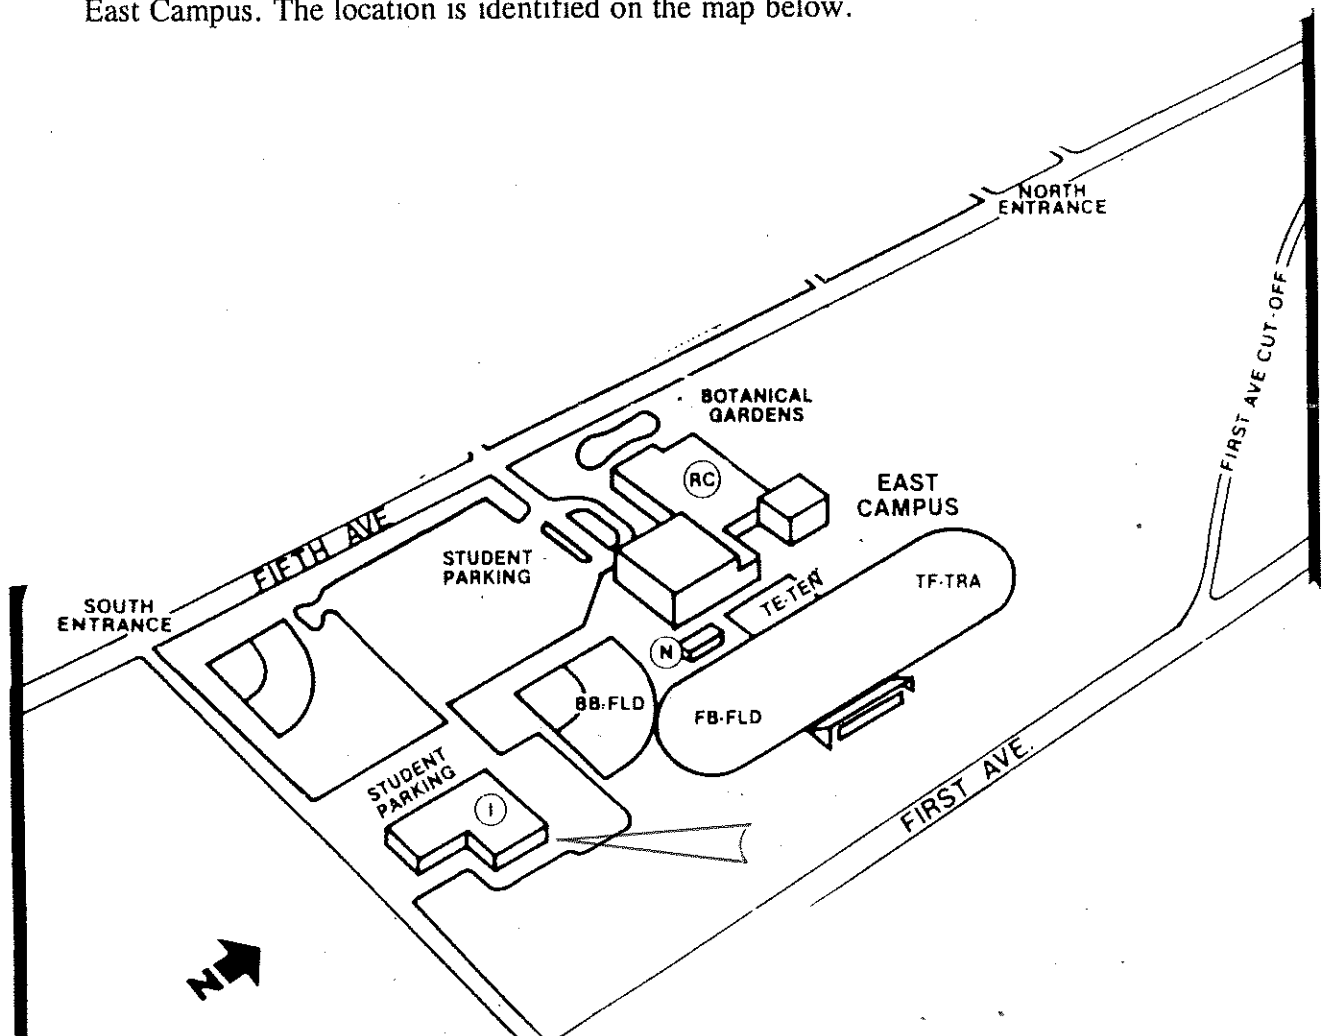 East Campus. The location is identified on the map below.
NORTH
ENTRANCE
FIRST AVE CUT-OFF
BOTANICAL
GARDENS
RC
EAST
CAMPUS
FIFTH AVE
STUDENT
PARKING
TE-TEN
TF-TRA
SOUTH
ENTRANCE
N
BB-FLD
FB-FLD
STUDENT
PARKING
I
FIRST AVE.
N